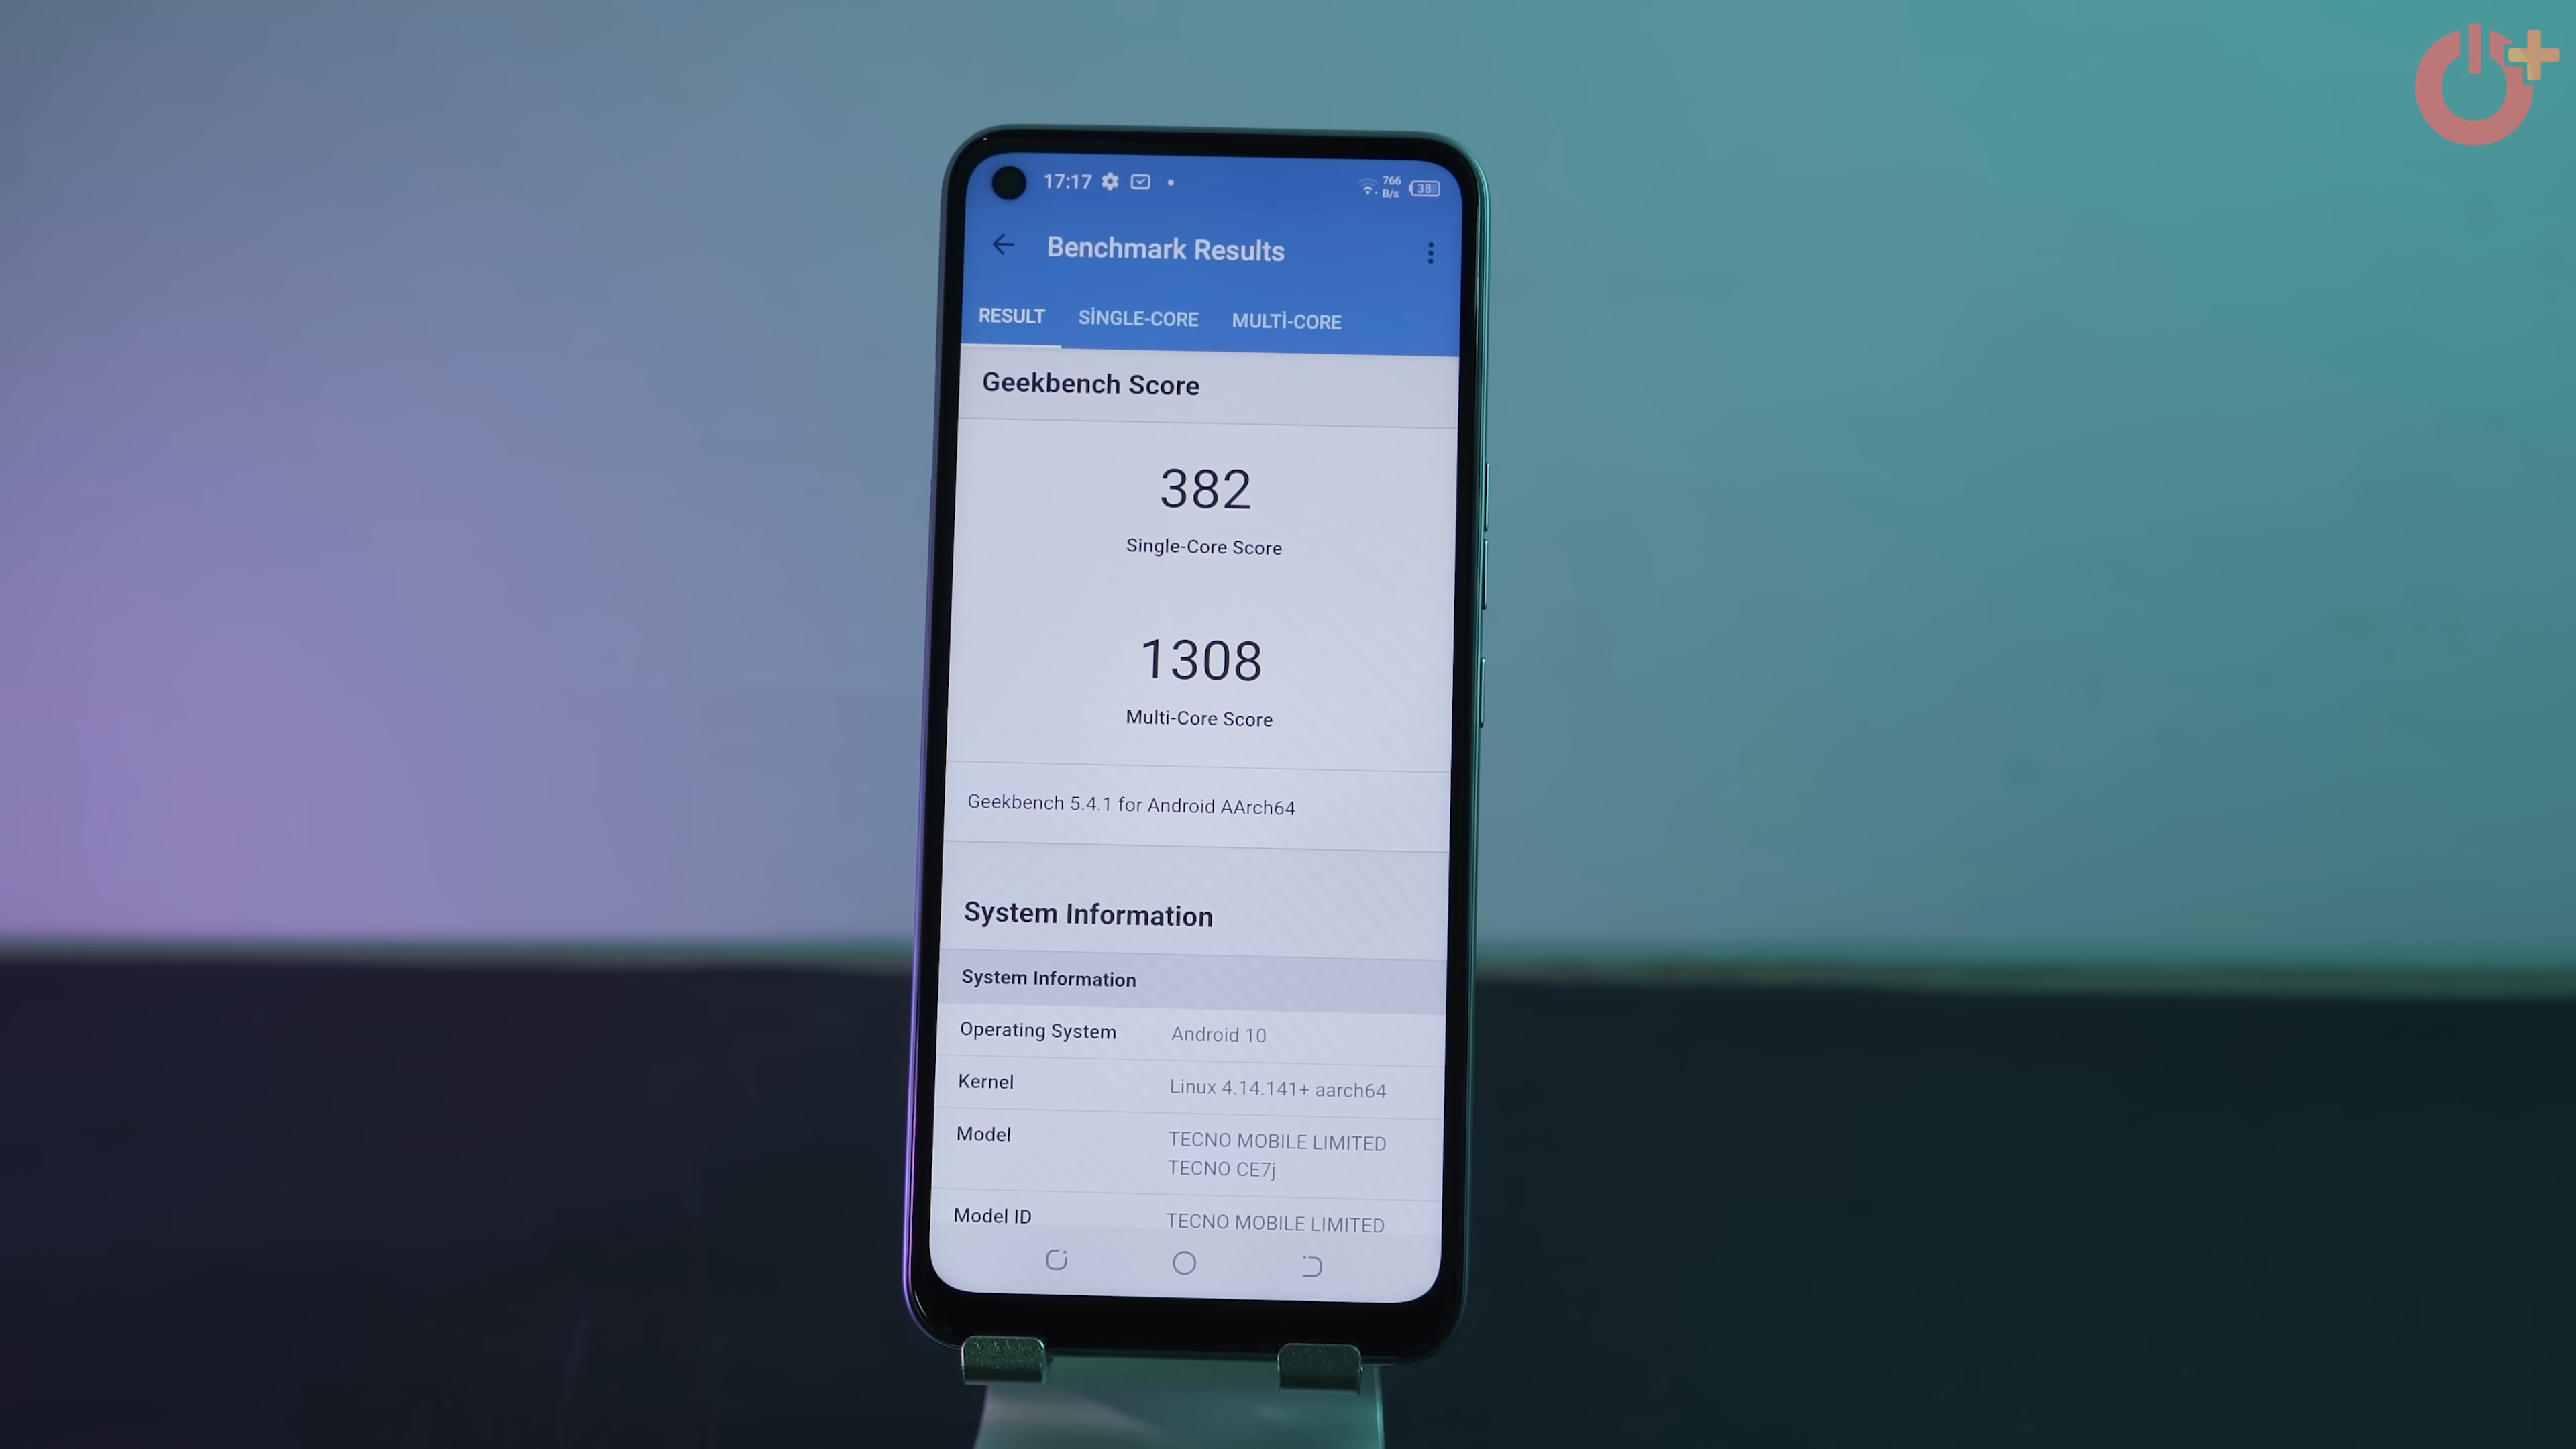 17:17 766 B/s 38
Benchmark Results
RESULT SİNGLE-CORE MULTİ-CORE
Geekbench Score
382
Single-Core Score
1308
Multi-Core Score
Geekbench 5.4.1 for Android AArch64
System Information
System Information
Operating System Android 10
Kernel Linux 4.14.141+ aarch64
Model TECNO MOBILE LIMITED
TECNO CE7j
Model ID TECNO MOBILE LIMITED